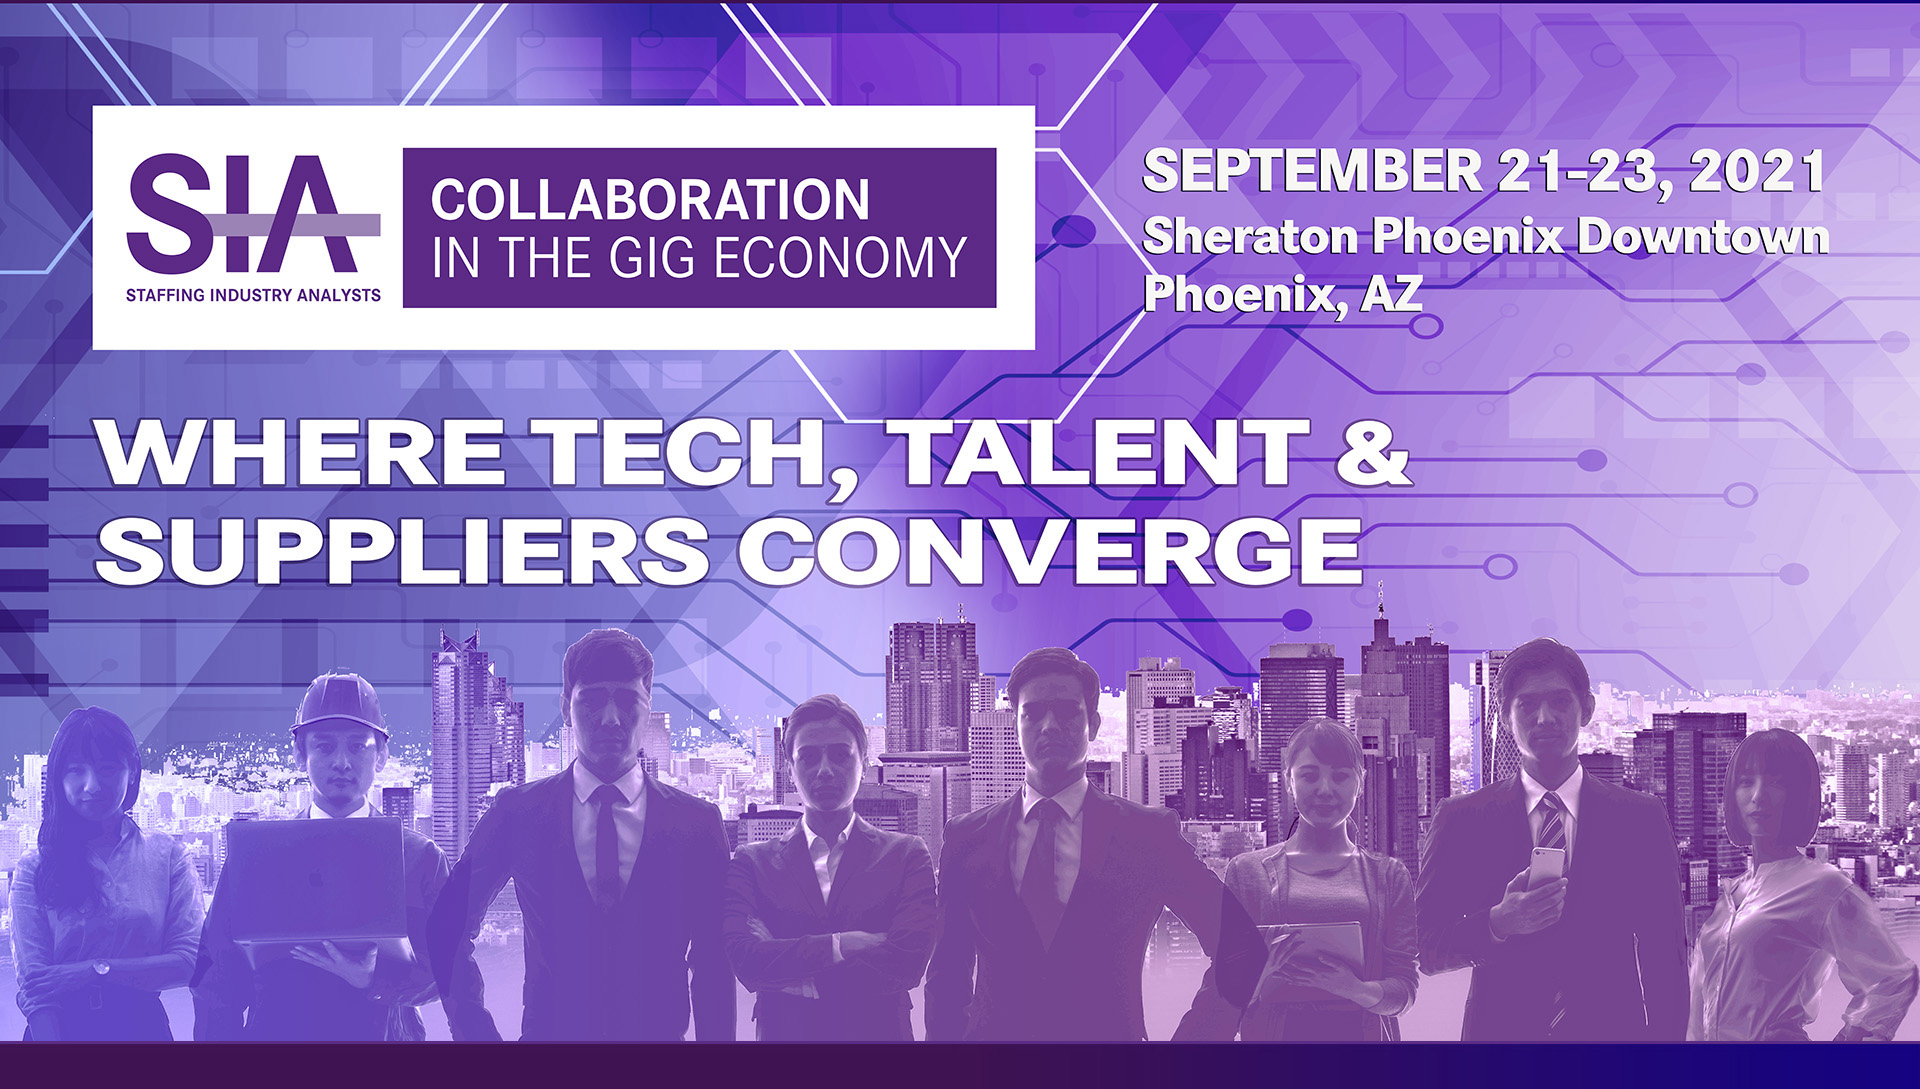 SIA
STAFFING INDUSTRY ANALYSTS
COLLABORATION
IN THE GIG ECONOMY
SEPTEMBER 21-23, 2021
Sheraton Phoenix Downtown
Phoenix, AZ
WHERE TECH, TALENT &
SUPPLIERS CONVERGE